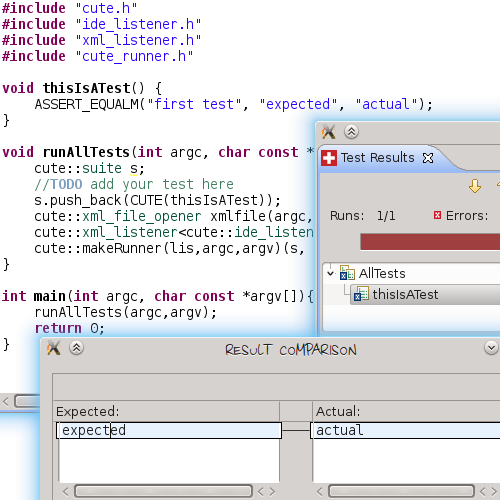 #include "cute.h"
#include "ide_listener.h"
#include "xml_listener.h"
#include "cute_runner.h"
void thisIsATest() {
ASSERT_EQUALM("first test", "expected", "actual");
}
void runAllTests(int argc, char const *
cute::suite s;
//TODO add your test here
s.push_back(CUTE(thisIsATest));
cute::xml_file_opener xmlfile(argc,
cute::xml_listener<cute::ide_listen
cute::makeRunner(lis,argc,argv)(s,
}
int main(int argc, char const *argv[]){
runAllTests(argc,argv);
return 0;
}
Test Results
Runs: 1/1 Errors:
AllTests
thisIsATest
RESULT COMPARISON
Expected: Actual:
expected actual